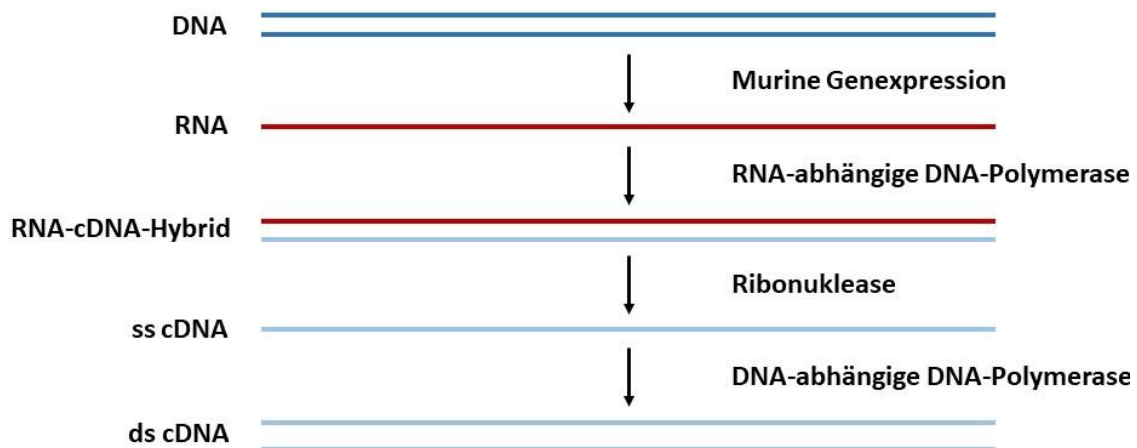 DNA
Murine Genexpression
RNA
RNA-abhängige DNA-Polymerase
RNA-cDNA-Hybrid
Ribonuklease
ss cDNA
DNA-abhängige DNA-Polymerase
ds cDNA